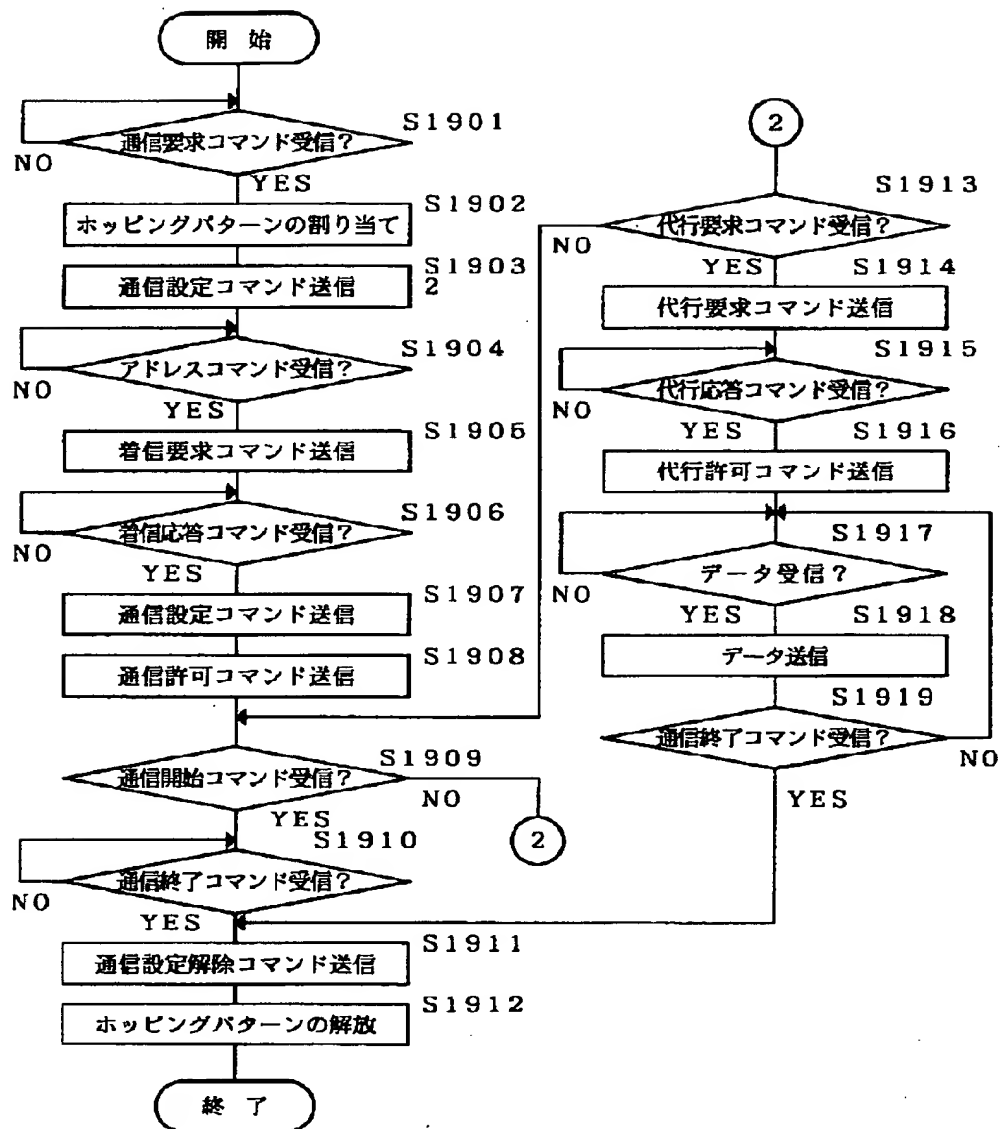 開 始
通信要求コマンド受信?
S1901
NO
YES
ホッピングパターンの割り当て
S1902
通信設定コマンド送信
S1903
2
アドレスコマンド受信?
S1904
NO
YES
着信要求コマンド送信
S1905
着信応答コマンド受信?
S1906
NO
YES
通信設定コマンド送信
S1907
通信許可コマンド送信
S1908
通信開始コマンド受信?
S1909
NO
YES
2
S1910
通信終了コマンド受信?
NO
YES
通信設定解除コマンド送信
S1911
ホッピングパターンの解放
S1912
終 了
2
S1913
代行要求コマンド受信?
NO
YES
S1914
代行要求コマンド送信
S1915
代行応答コマンド受信?
NO
YES
S1916
代行許可コマンド送信
S1917
データ受信?
NO
YES
S1918
データ送信
S1919
通信終了コマンド受信?
NO
YES